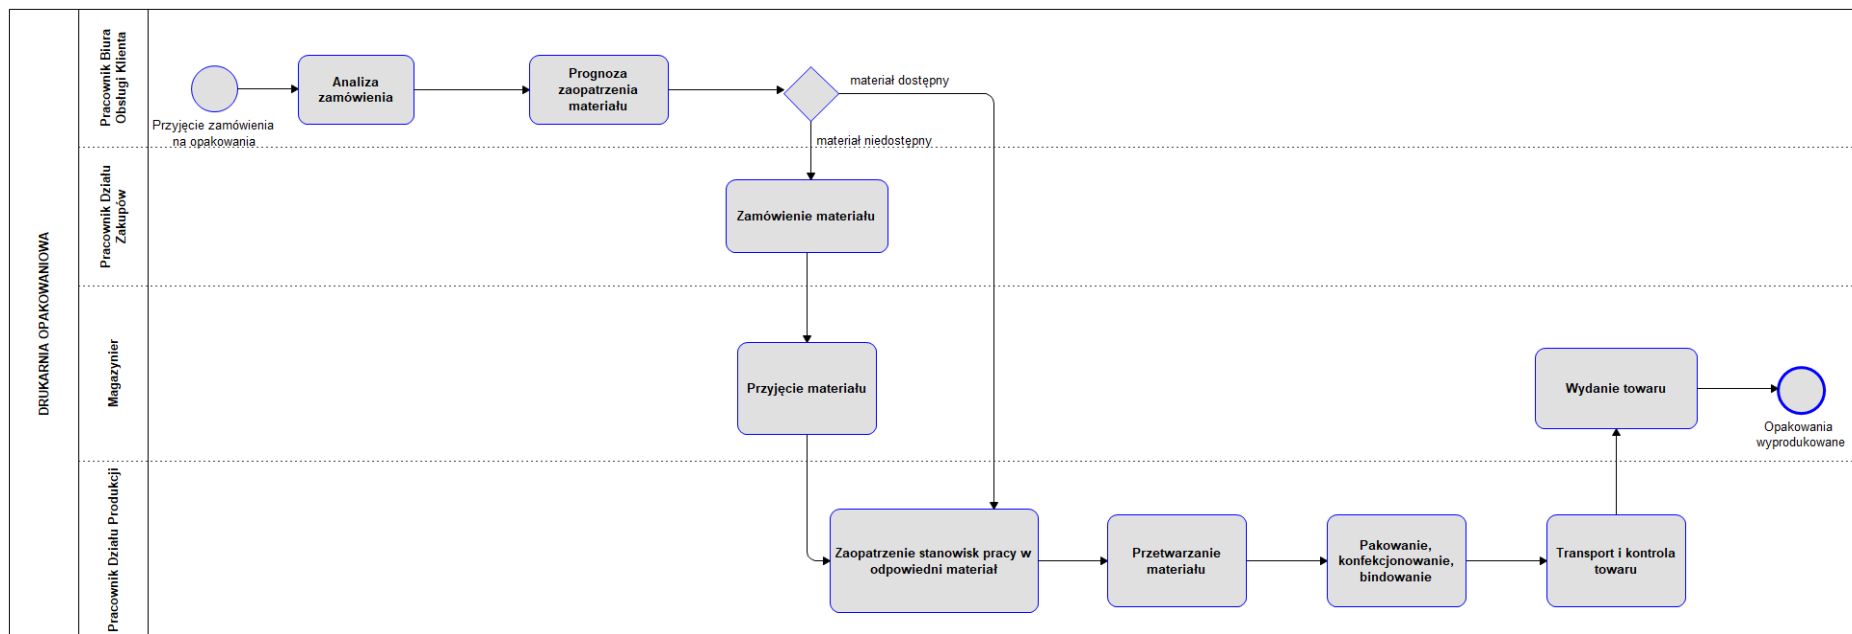 DRUKARNIA OPAKOWANIOWA
Pracownik Biura
Obsługi Klienta
Przyjęcie zamówienia
na opakowania
Analiza
zamówienia
Prognoza
zaopatrzenia
materiału
materiał dostępny
materiał niedostępny
Pracownik Działu
Zakupów
Zamówienie materiału
Magazynier
Przyjęcie materiału
Wydanie towaru
Opakowania
wyprodukowane
Pracownik Działu Produkcji
Zaopatrzenie stanowisk pracy w
odpowiedni materiał
Przetwarzanie
materiału
Pakowanie,
konfekcjonowanie,
bindowanie
Transport i kontrola
towaru